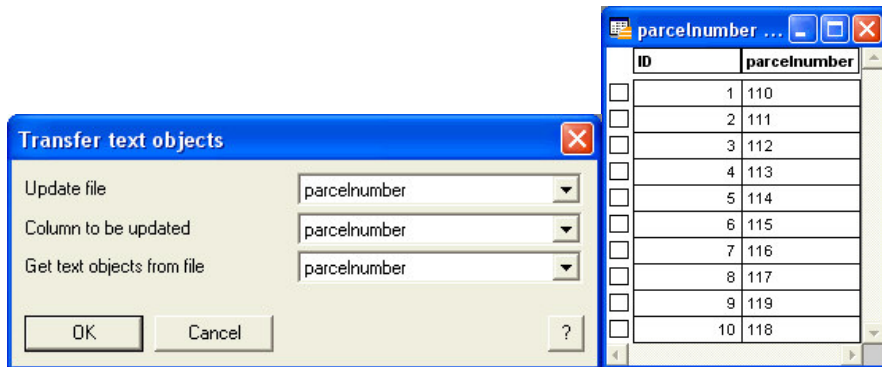 Transfer text objects
Update file parcelnumber
Column to be updated parcelnumber
Get text objects from file parcelnumber
OK Cancel ?
parcelnumber ...
ID parcelnumber
1 110
2 111
3 112
4 113
5 114
6 115
7 116
8 117
9 119
10 118